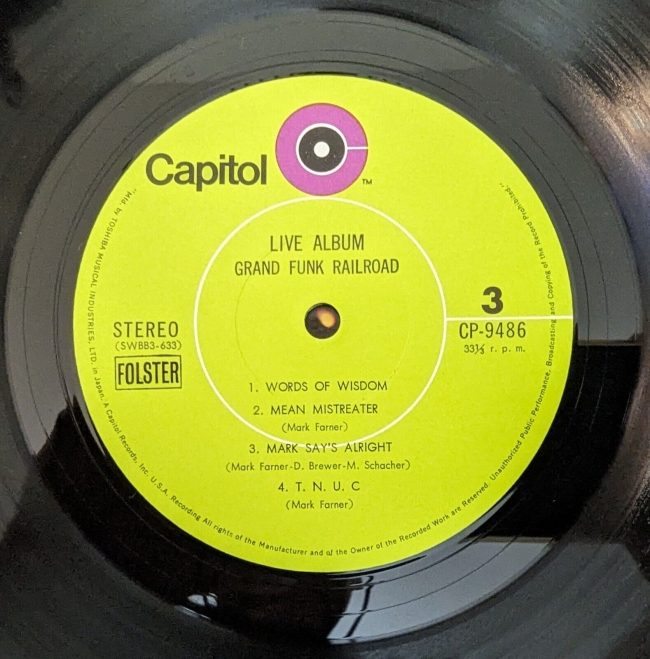 Capitol
TM
LIVE ALBUM
GRAND FUNK RAILROAD
3
STEREO
CP-9486
(SWBB3-633)
33⅓ r. p. m.
FOLSTER
1. WORDS OF WISDOM
2. MEAN MISTREATER
(Mark Farner)
3. MARK SAY'S ALRIGHT
(Mark Farner-D. Brewer-M. Schacher)
4. T. N. U. C
(Mark Farner)
"Mfd. by TOSHIBA MUSICAL INDUSTRIES, LTD. in Japan, A Capitol Records, Inc. U.S.A. Recording All rights of the Manufacturer and of the Owner of the Recorded Work are Reserved. Unauthorized Public Performance, Broadcasting and Copying of the Record Prohibited."